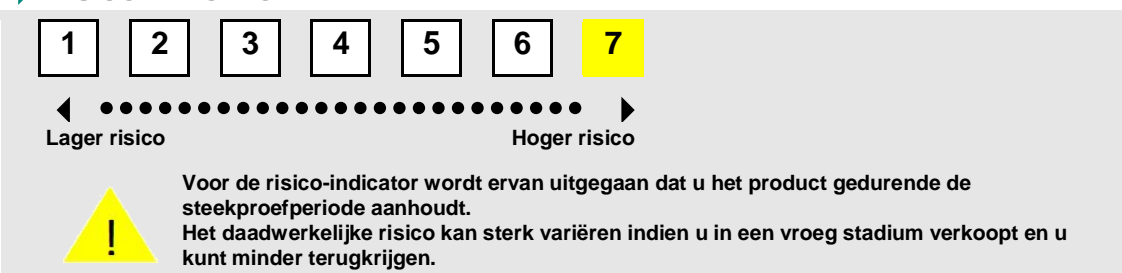 1 2 3 4 5 6 7
Lager risico Hoger risico
Voor de risico-indicator wordt ervan uitgegaan dat u het product gedurende de
steekproefperiode aanhoudt.
!
Het daadwerkelijke risico kan sterk variëren indien u in een vroeg stadium verkoopt en u
kunt minder terugkrijgen.